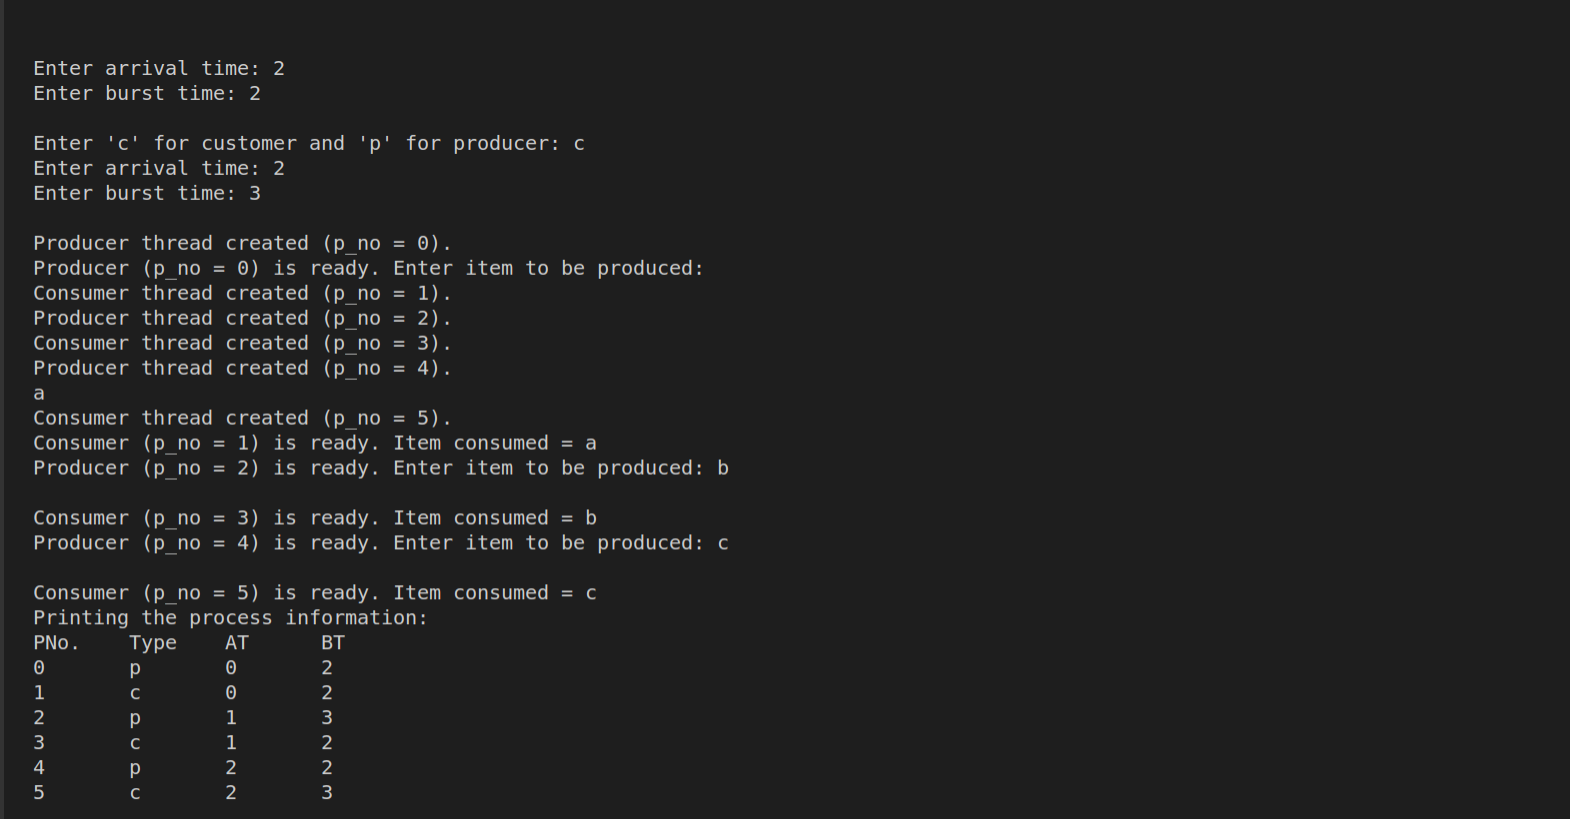 Enter arrival time: 2
Enter burst time: 2
Enter 'c' for customer and 'p' for producer: c
Enter arrival time: 2
Enter burst time: 3
Producer thread created (p_no = 0).
Producer (p_no = 0) is ready. Enter item to be produced:
Consumer thread created (p_no = 1).
Producer thread created (p_no = 2).
Consumer thread created (p_no = 3).
Producer thread created (p_no = 4).
a
Consumer thread created (p_no = 5).
Consumer (p_no = 1) is ready. Item consumed = a
Producer (p_no = 2) is ready. Enter item to be produced: b
Consumer (p_no = 3) is ready. Item consumed = b
Producer (p_no = 4) is ready. Enter item to be produced: c
Consumer (p_no = 5) is ready. Item consumed = c
Printing the process information:
PNo.    Type    AT      BT
0       p       0       2
1       c       0       2
2       p       1       3
3       c       1       2
4       p       2       2
5       c       2       3